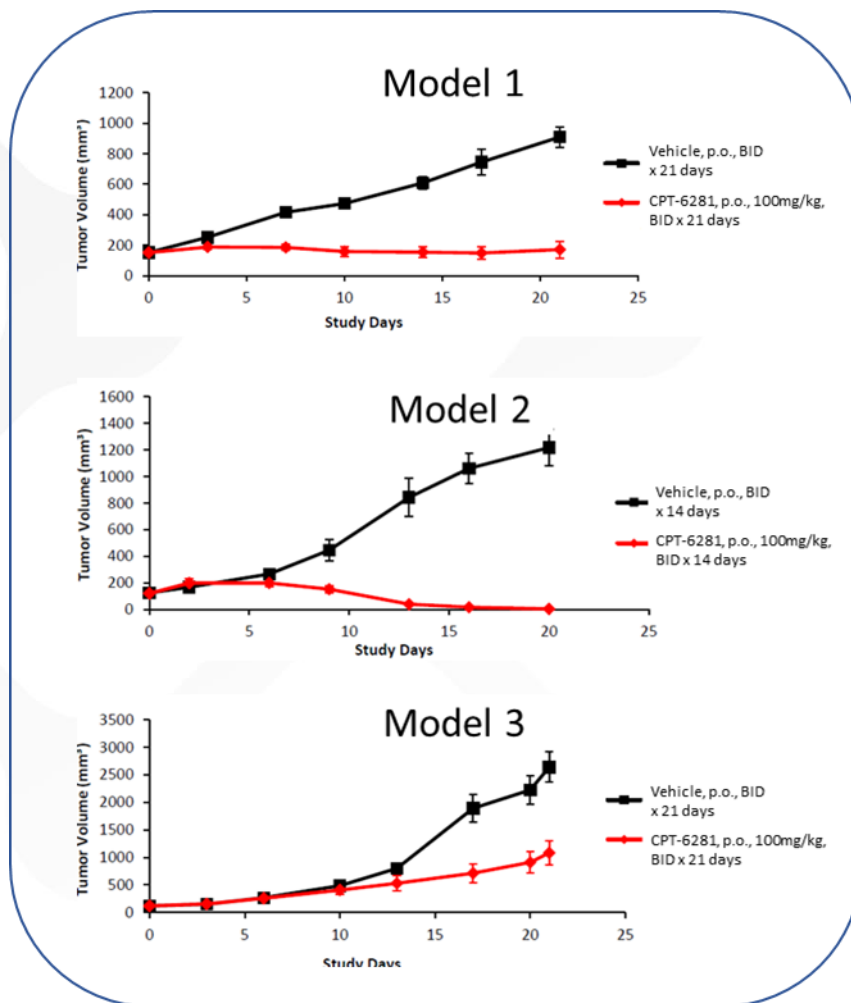 Model 1
1200
1000
800
600
400
200
0
Tumor Volume (mm³)
0 5 10 15 20 25
Study Days
Vehicle, p.o., BID
x 21 days
CPT-6281, p.o., 100mg/kg,
BID x 21 days
Model 2
1600
1400
1200
1000
800
600
400
200
0
Tumor Volume (mm³)
0 5 10 15 20 25
Study Days
Vehicle, p.o., BID
x 14 days
CPT-6281, p.o., 100mg/kg,
BID x 14 days
Model 3
3500
3000
2500
2000
1500
1000
500
0
Tumor Volume (mm³)
0 5 10 15 20 25
Study Days
Vehicle, p.o., BID
x 21 days
CPT-6281, p.o., 100mg/kg,
BID x 21 days